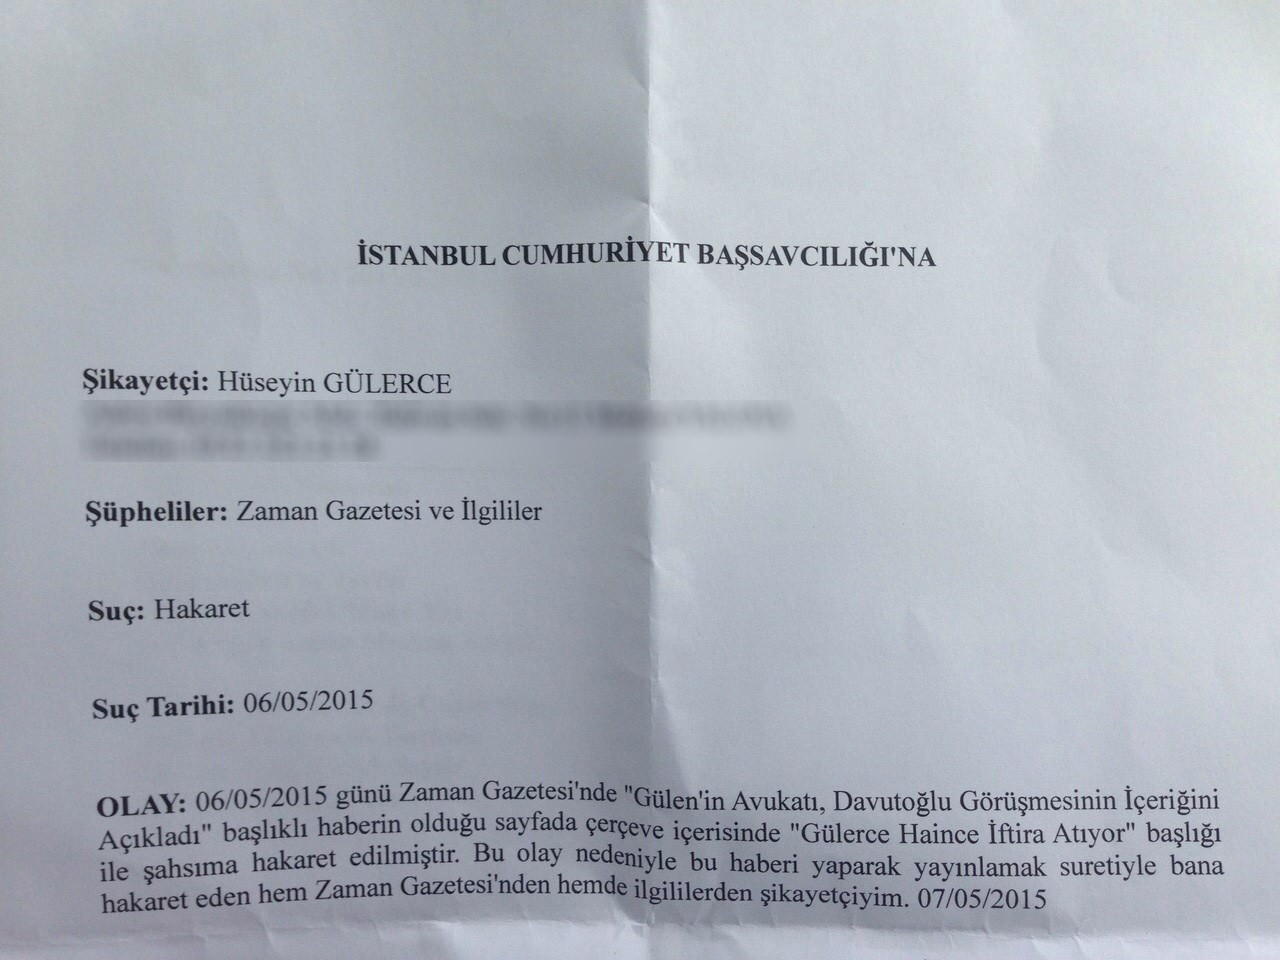 İSTANBUL CUMHURİYET BAŞSAVCILIĞI'NA
Şikayetçi: Hüseyin GÜLERCE
Şüpheliler: Zaman Gazetesi ve İlgililer
Suç: Hakaret
Suç Tarihi: 06/05/2015
OLAY: 06/05/2015 günü Zaman Gazetesi'nde "Gülen'in Avukatı, Davutoğlu Görüşmesinin İçeriğini
Açıkladı" başlıklı haberin olduğu sayfada çerçeve içerisinde "Gülerce Haince İftira Atıyor" başlığı
ile şahsıma hakaret edilmiştir. Bu olay nedeniyle bu haberi yaparak yayınlamak suretiyle bana
hakaret eden hem Zaman Gazetesi'nden hemde ilgililerden şikayetçiyim. 07/05/2015